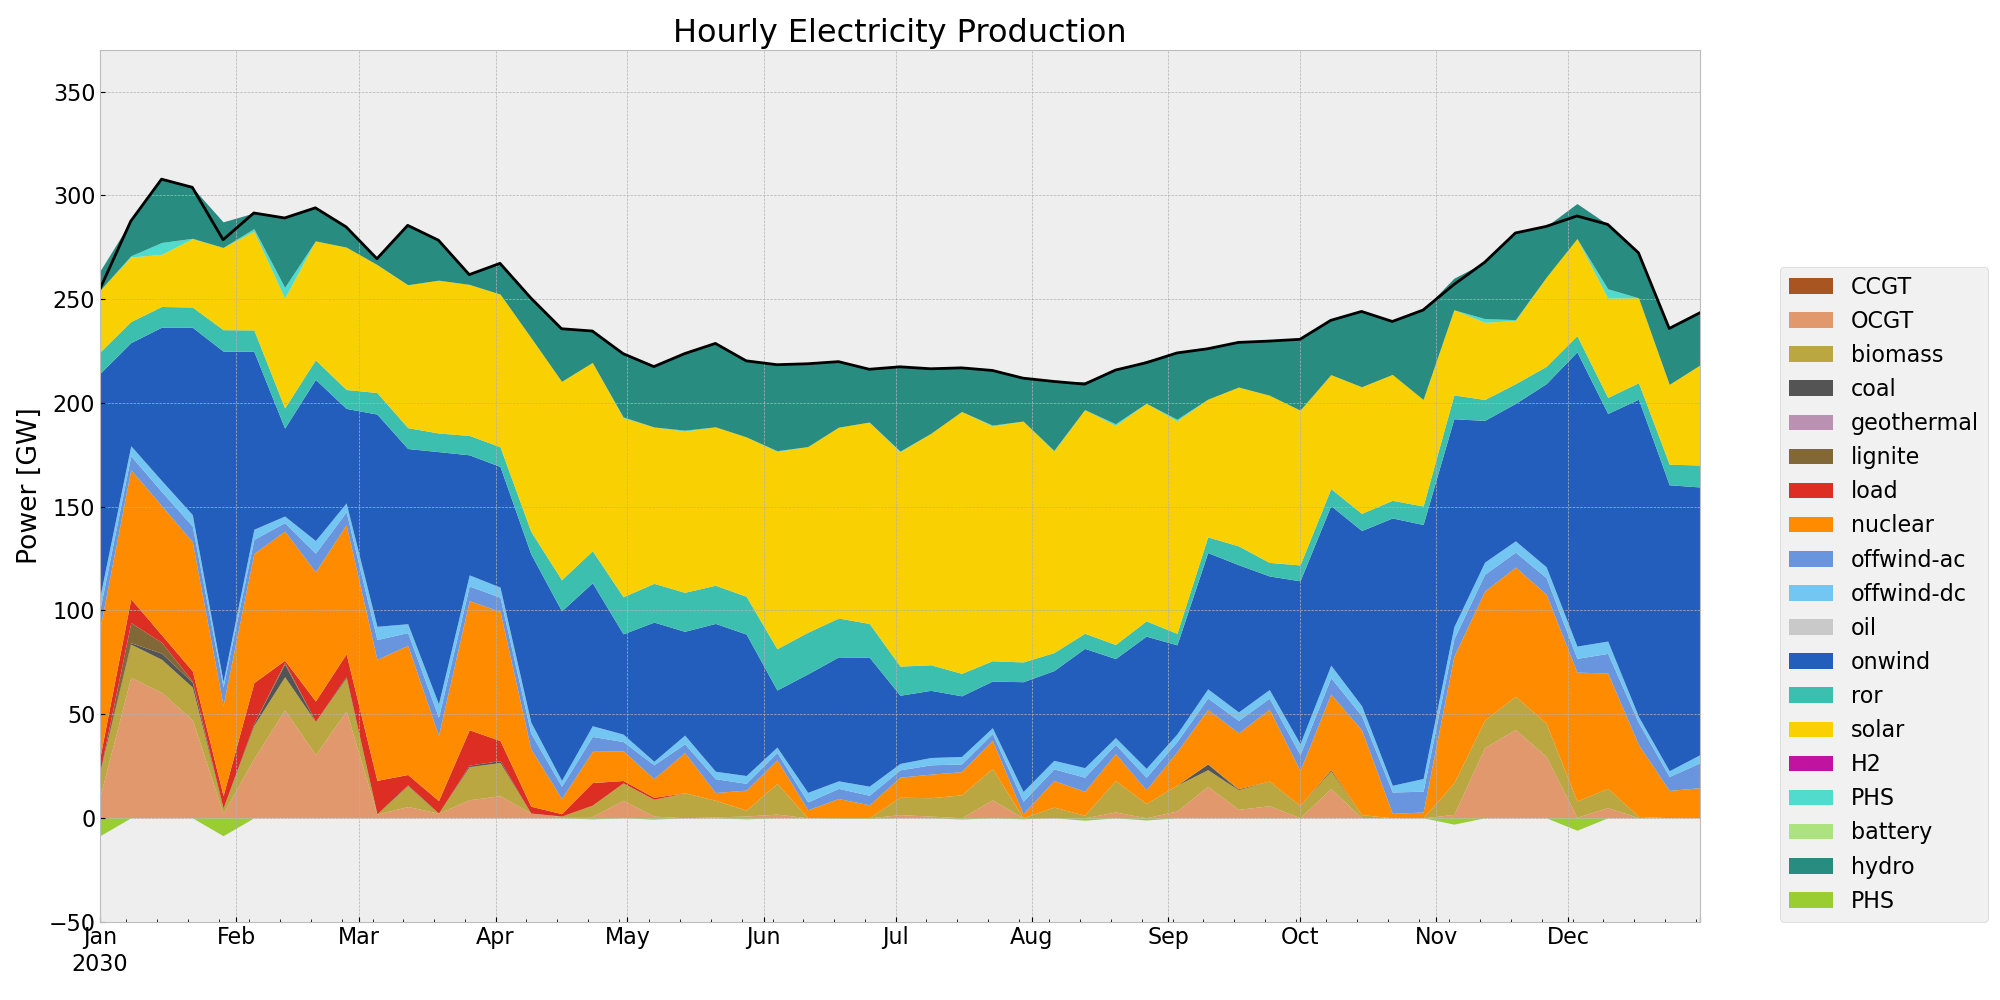 Hourly Electricity Production
Power [GW]
350
300
250
200
150
100
50
0
−50
Jan
2030
Feb
Mar
Apr
May
Jun
Jul
Aug
Sep
Oct
Nov
Dec
CCGT
OCGT
biomass
coal
geothermal
lignite
load
nuclear
offwind-ac
offwind-dc
oil
onwind
ror
solar
H2
PHS
battery
hydro
PHS